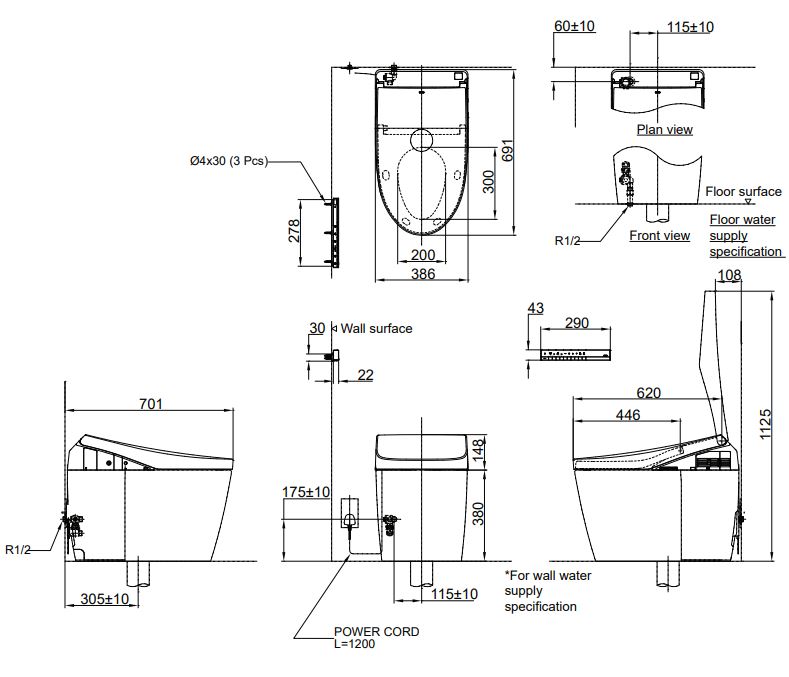 60±10
115±10
Plan view
Ø4x30 (3 Pcs)
691
300
278
200
386
Floor surface
R1/2
Front view
Floor water
supply
specification
108
30
Wall surface
22
43
290
701
620
446
1125
148
175±10
380
R1/2
305±10
115±10
*For wall water
supply
specification
POWER CORD
L=1200